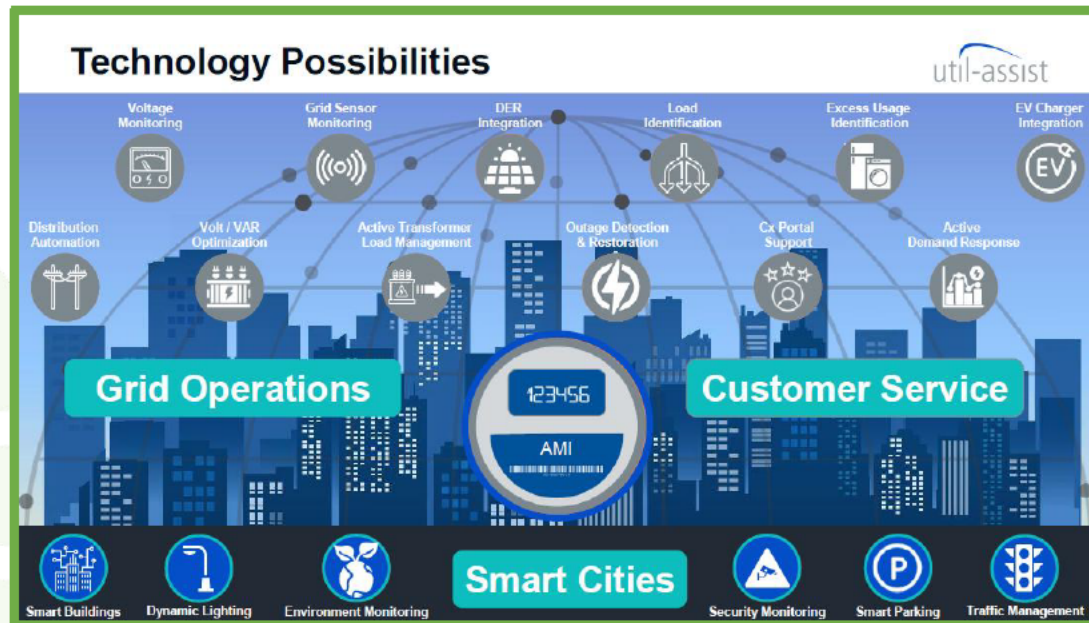 Technology Possibilities
util-assist
Voltage
Monitoring
Grid Sensor
Monitoring
DER
Integration
Load
Identification
Excess Usage
Identification
EV Charger
Integration
EV
Distribution
Automation
Volt / VAR
Optimization
Active Transformer
Load Management
Outage Detection
& Restoration
Cx Portal
Support
Active
Demand Response
Grid Operations
123456
AMI
Customer Service
Smart Buildings
Dynamic Lighting
Environment Monitoring
Smart Cities
Security Monitoring
P
Smart Parking
Traffic Management